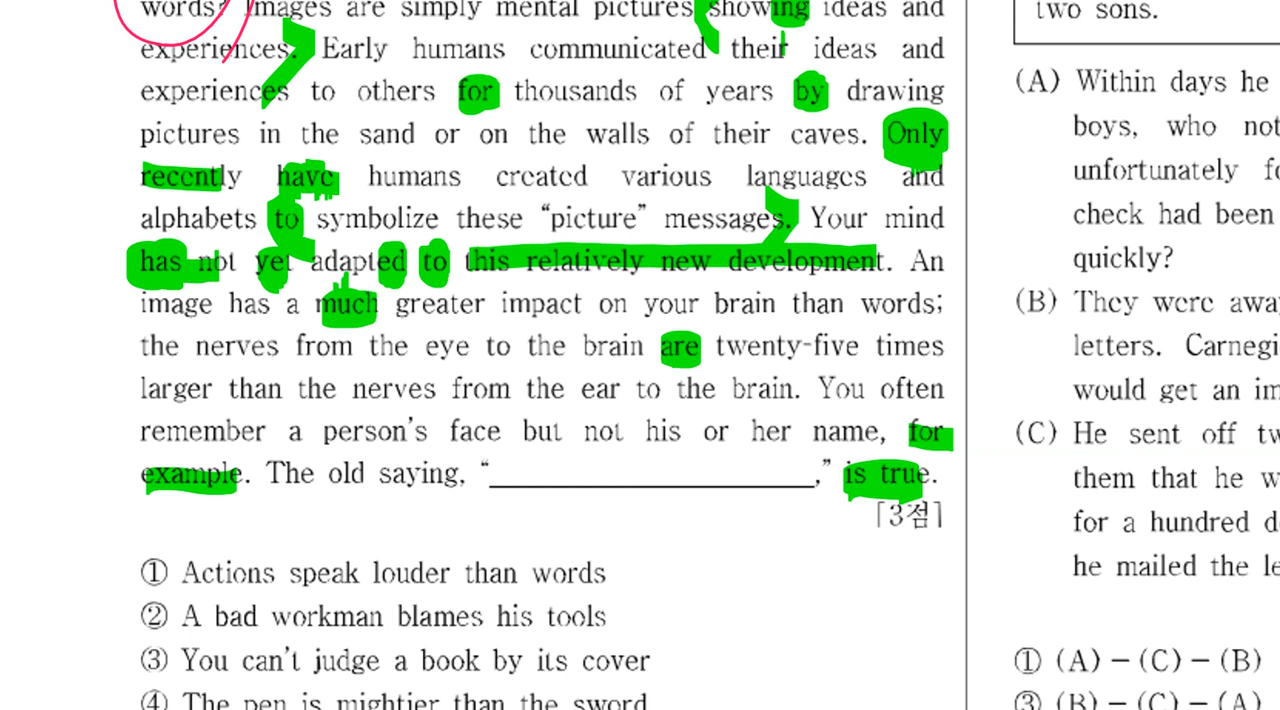 words? Images are simply mental pictures showing ideas and
experiences. Early humans communicated their ideas and
experiences to others for thousands of years by drawing
pictures in the sand or on the walls of their caves. Only
recently have humans created various languages and
alphabets to symbolize these “picture” messages. Your mind
has not yet adapted to this relatively new development. An
image has a much greater impact on your brain than words;
the nerves from the eye to the brain are twenty-five times
larger than the nerves from the ear to the brain. You often
remember a person's face but not his or her name, for
example. The old saying, “____________________,” is true.
[3점]
① Actions speak louder than words
② A bad workman blames his tools
③ You can't judge a book by its cover
④ The pen is mightier than the sword
two sons.
(A) Within days he
boys, who not
unfortunately
check had been
quickly?
(B) They were
letters.
would get an
(C) He sent off
them that he
for a hundred
he mailed the
① (A) − (C) − (B)
③ (B) − (C) − (A)